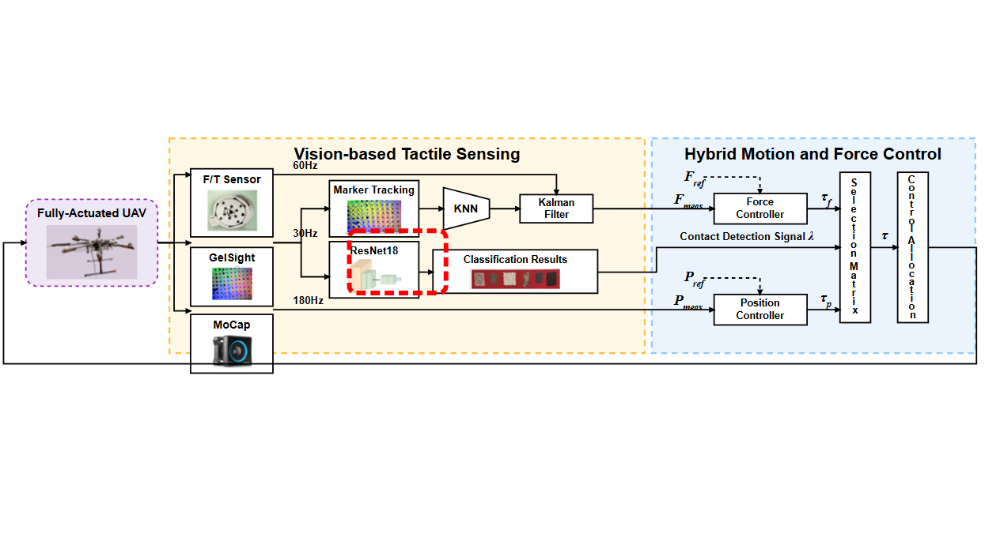 Vision-based Tactile Sensing
Hybrid Motion and Force Control
Fully-Actuated UAV
F/T Sensor
GelSight
MoCap
60Hz
30Hz
180Hz
Marker Tracking
KNN
Kalman
Filter
ResNet18
Classification Results
F_ref
F_meas
Force
Controller
τ_f
Contact Detection Signal λ
P_ref
P_meas
Position
Controller
τ_p
Selection Matrix
τ
Control Allocation